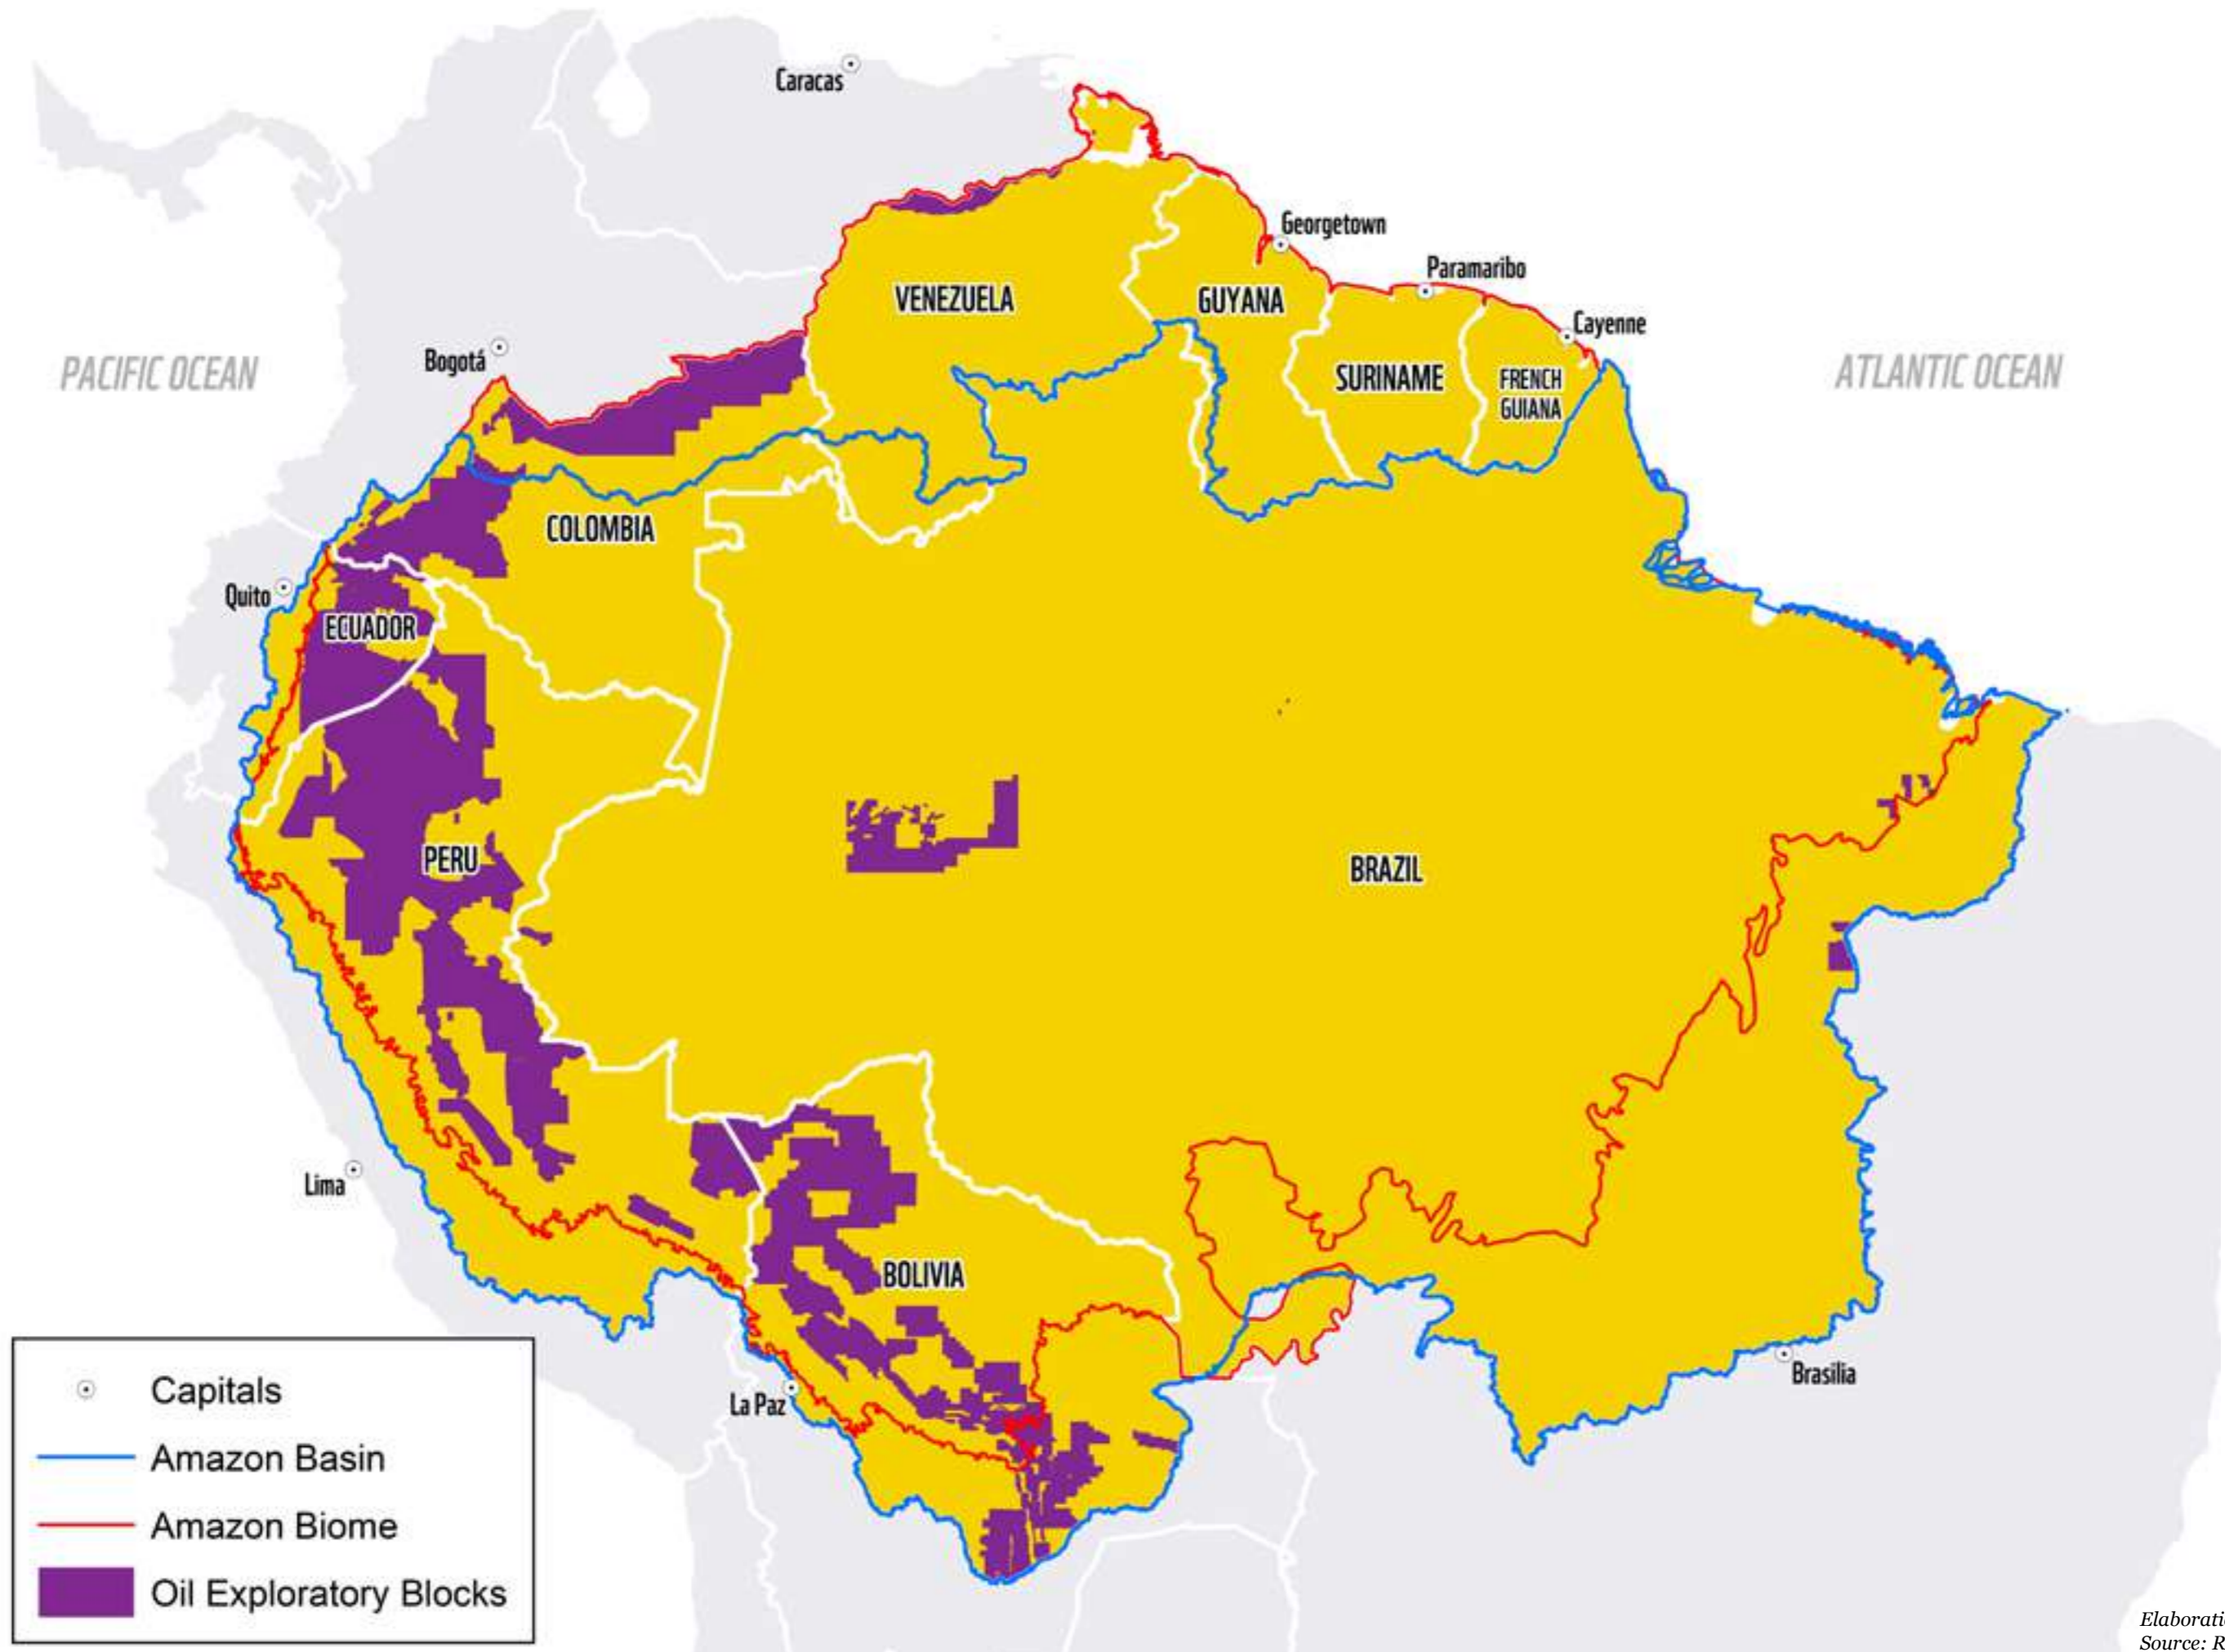 Caracas
Georgetown
Paramaribo
Cayenne
VENEZUELA
GUYANA
SURINAME
FRENCH
GUIANA
Bogotá
PACIFIC OCEAN
ATLANTIC OCEAN
COLOMBIA
Quito
ECUADOR
PERU
BRAZIL
Lima
BOLIVIA
La Paz
Brasilia
Capitals
Amazon Basin
Amazon Biome
Oil Exploratory Blocks
Source: